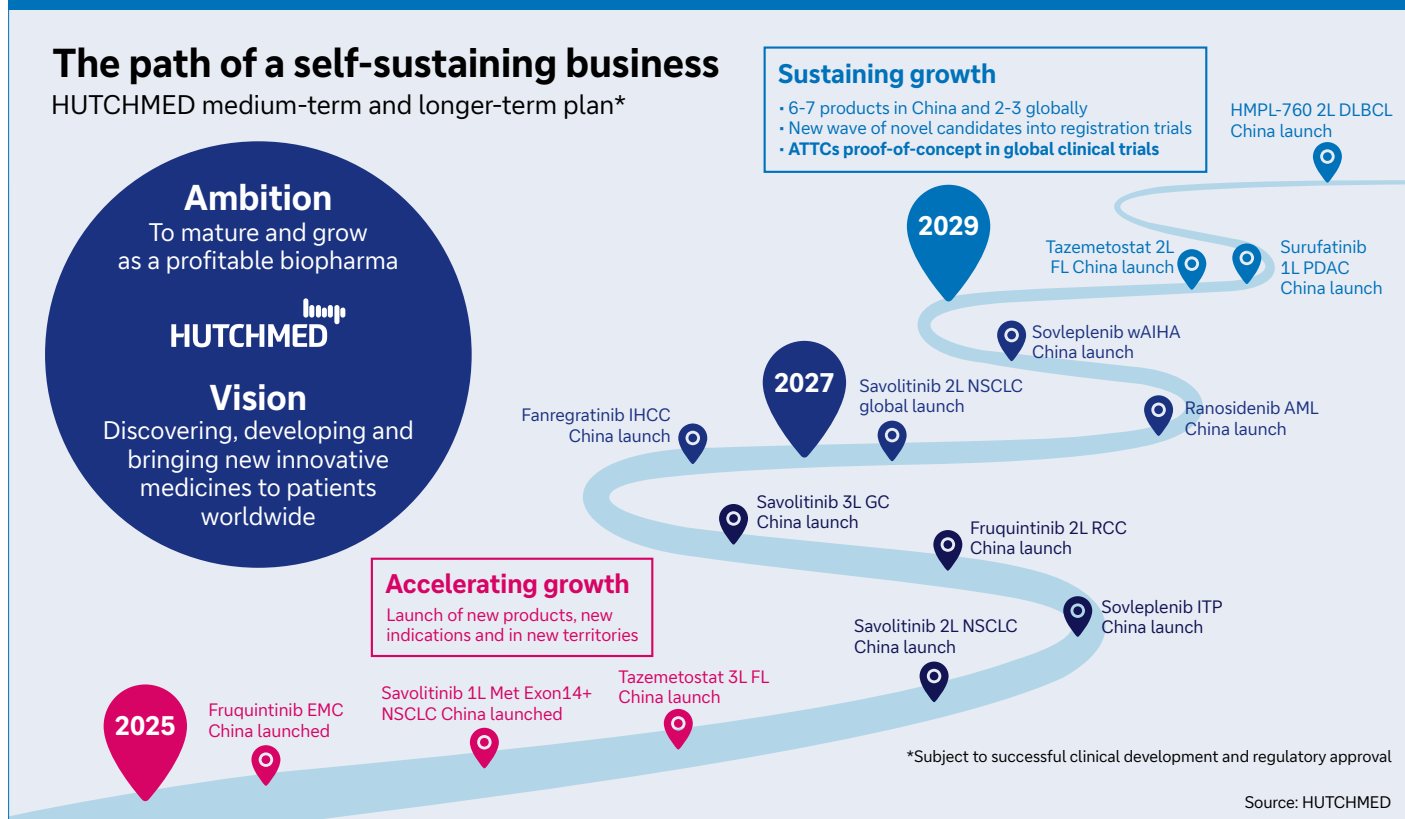 The path of a self-sustaining business
HUTCHMED medium-term and longer-term plan*
Ambition
To mature and grow
as a profitable biopharma
HUTCHMED
Vision
Discovering, developing and
bringing new innovative
medicines to patients
worldwide
Sustaining growth
· 6-7 products in China and 2-3 globally
· New wave of novel candidates into registration trials
· ATTCs proof-of-concept in global clinical trials
HMPL-760 2L DLBCL
China launch
2029
Tazemetostat 2L
FL China launch
Surufatinib
1L PDAC
China launch
Sovleplenib wAIHA
China launch
2027
Savolitinib 2L NSCLC
global launch
Ranosidenib AML
China launch
Fanregratinib IHCC
China launch
Savolitinib 3L GC
China launch
Fruquintinib 2L RCC
China launch
Accelerating growth
Launch of new products, new
indications and in new territories
Sovleplenib ITP
China launch
Savolitinib 2L NSCLC
China launch
Tazemetostat 3L FL
China launch
Savolitinib 1L Met Exon14+
NSCLC China launched
2025
Fruquintinib EMC
China launched
*Subject to successful clinical development and regulatory approval
Source: HUTCHMED